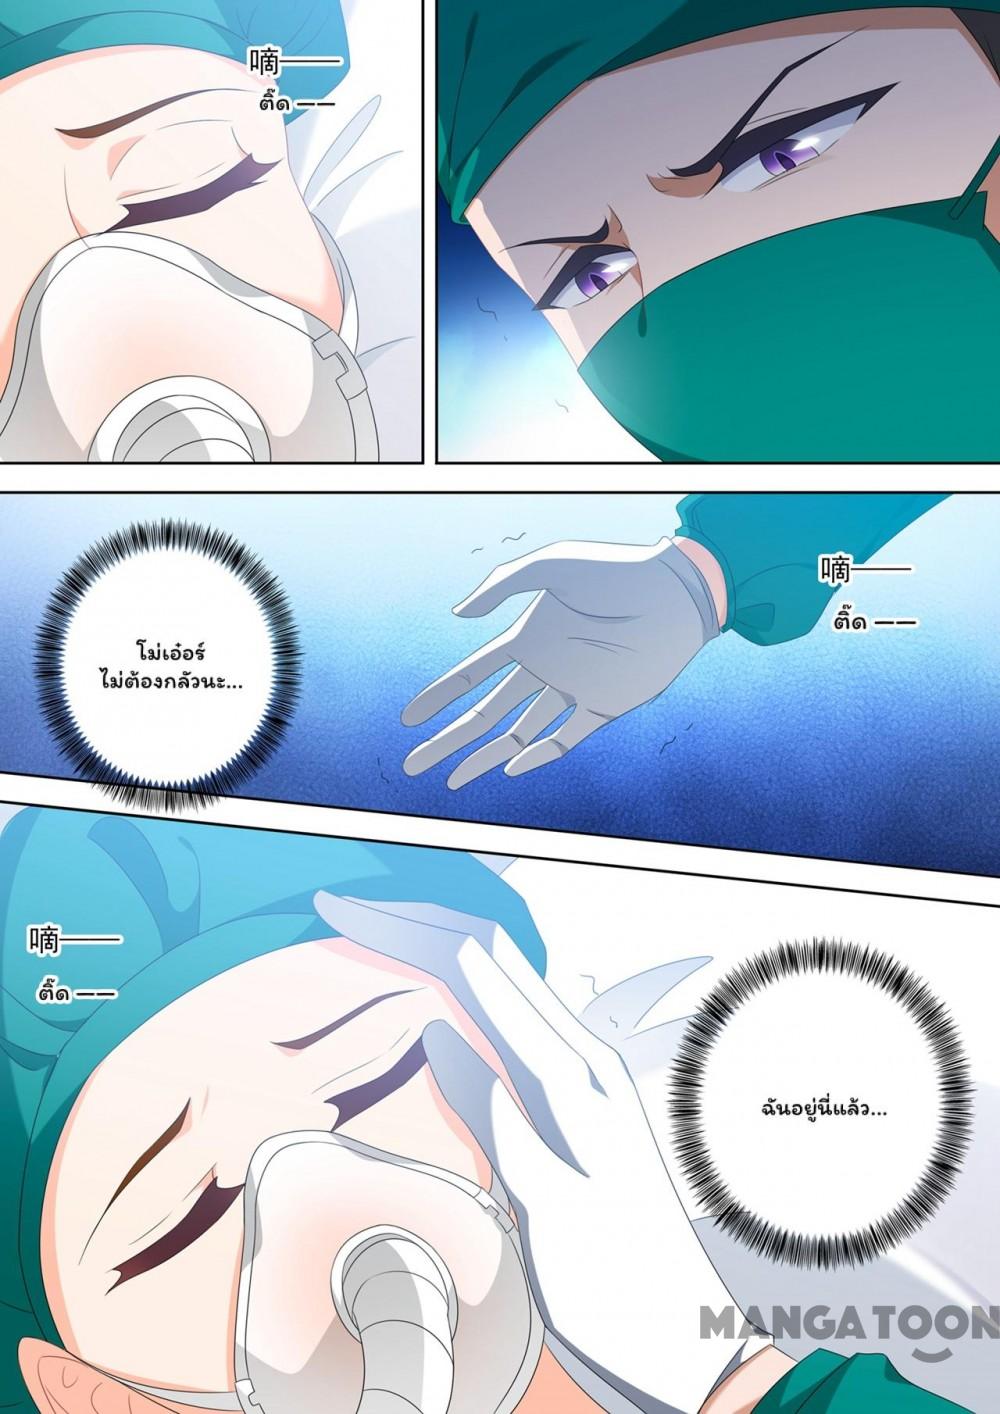 嘀——
ติ๊ด ——
โม่เอ๋อร์
ไม่ต้องกลัวนะ...
嘀——
ติ๊ด ——
嘀——
ติ๊ด ——
ฉันอยู่นี่แล้ว...
MANGATOON